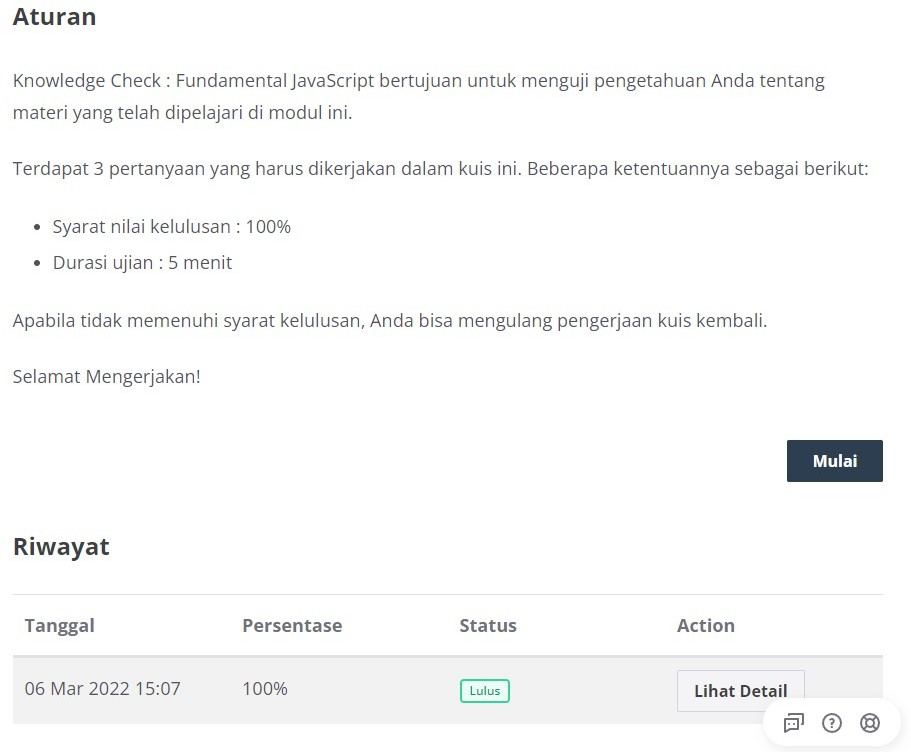 Aturan
Knowledge Check : Fundamental JavaScript bertujuan untuk menguji pengetahuan Anda tentang
materi yang telah dipelajari di modul ini.
Terdapat 3 pertanyaan yang harus dikerjakan dalam kuis ini. Beberapa ketentuannya sebagai berikut:
• Syarat nilai kelulusan : 100%
• Durasi ujian : 5 menit
Apabila tidak memenuhi syarat kelulusan, Anda bisa mengulang pengerjaan kuis kembali.
Selamat Mengerjakan!
Mulai
Riwayat
Tanggal Persentase Status Action
06 Mar 2022 15:07 100% Lulus Lihat Detail